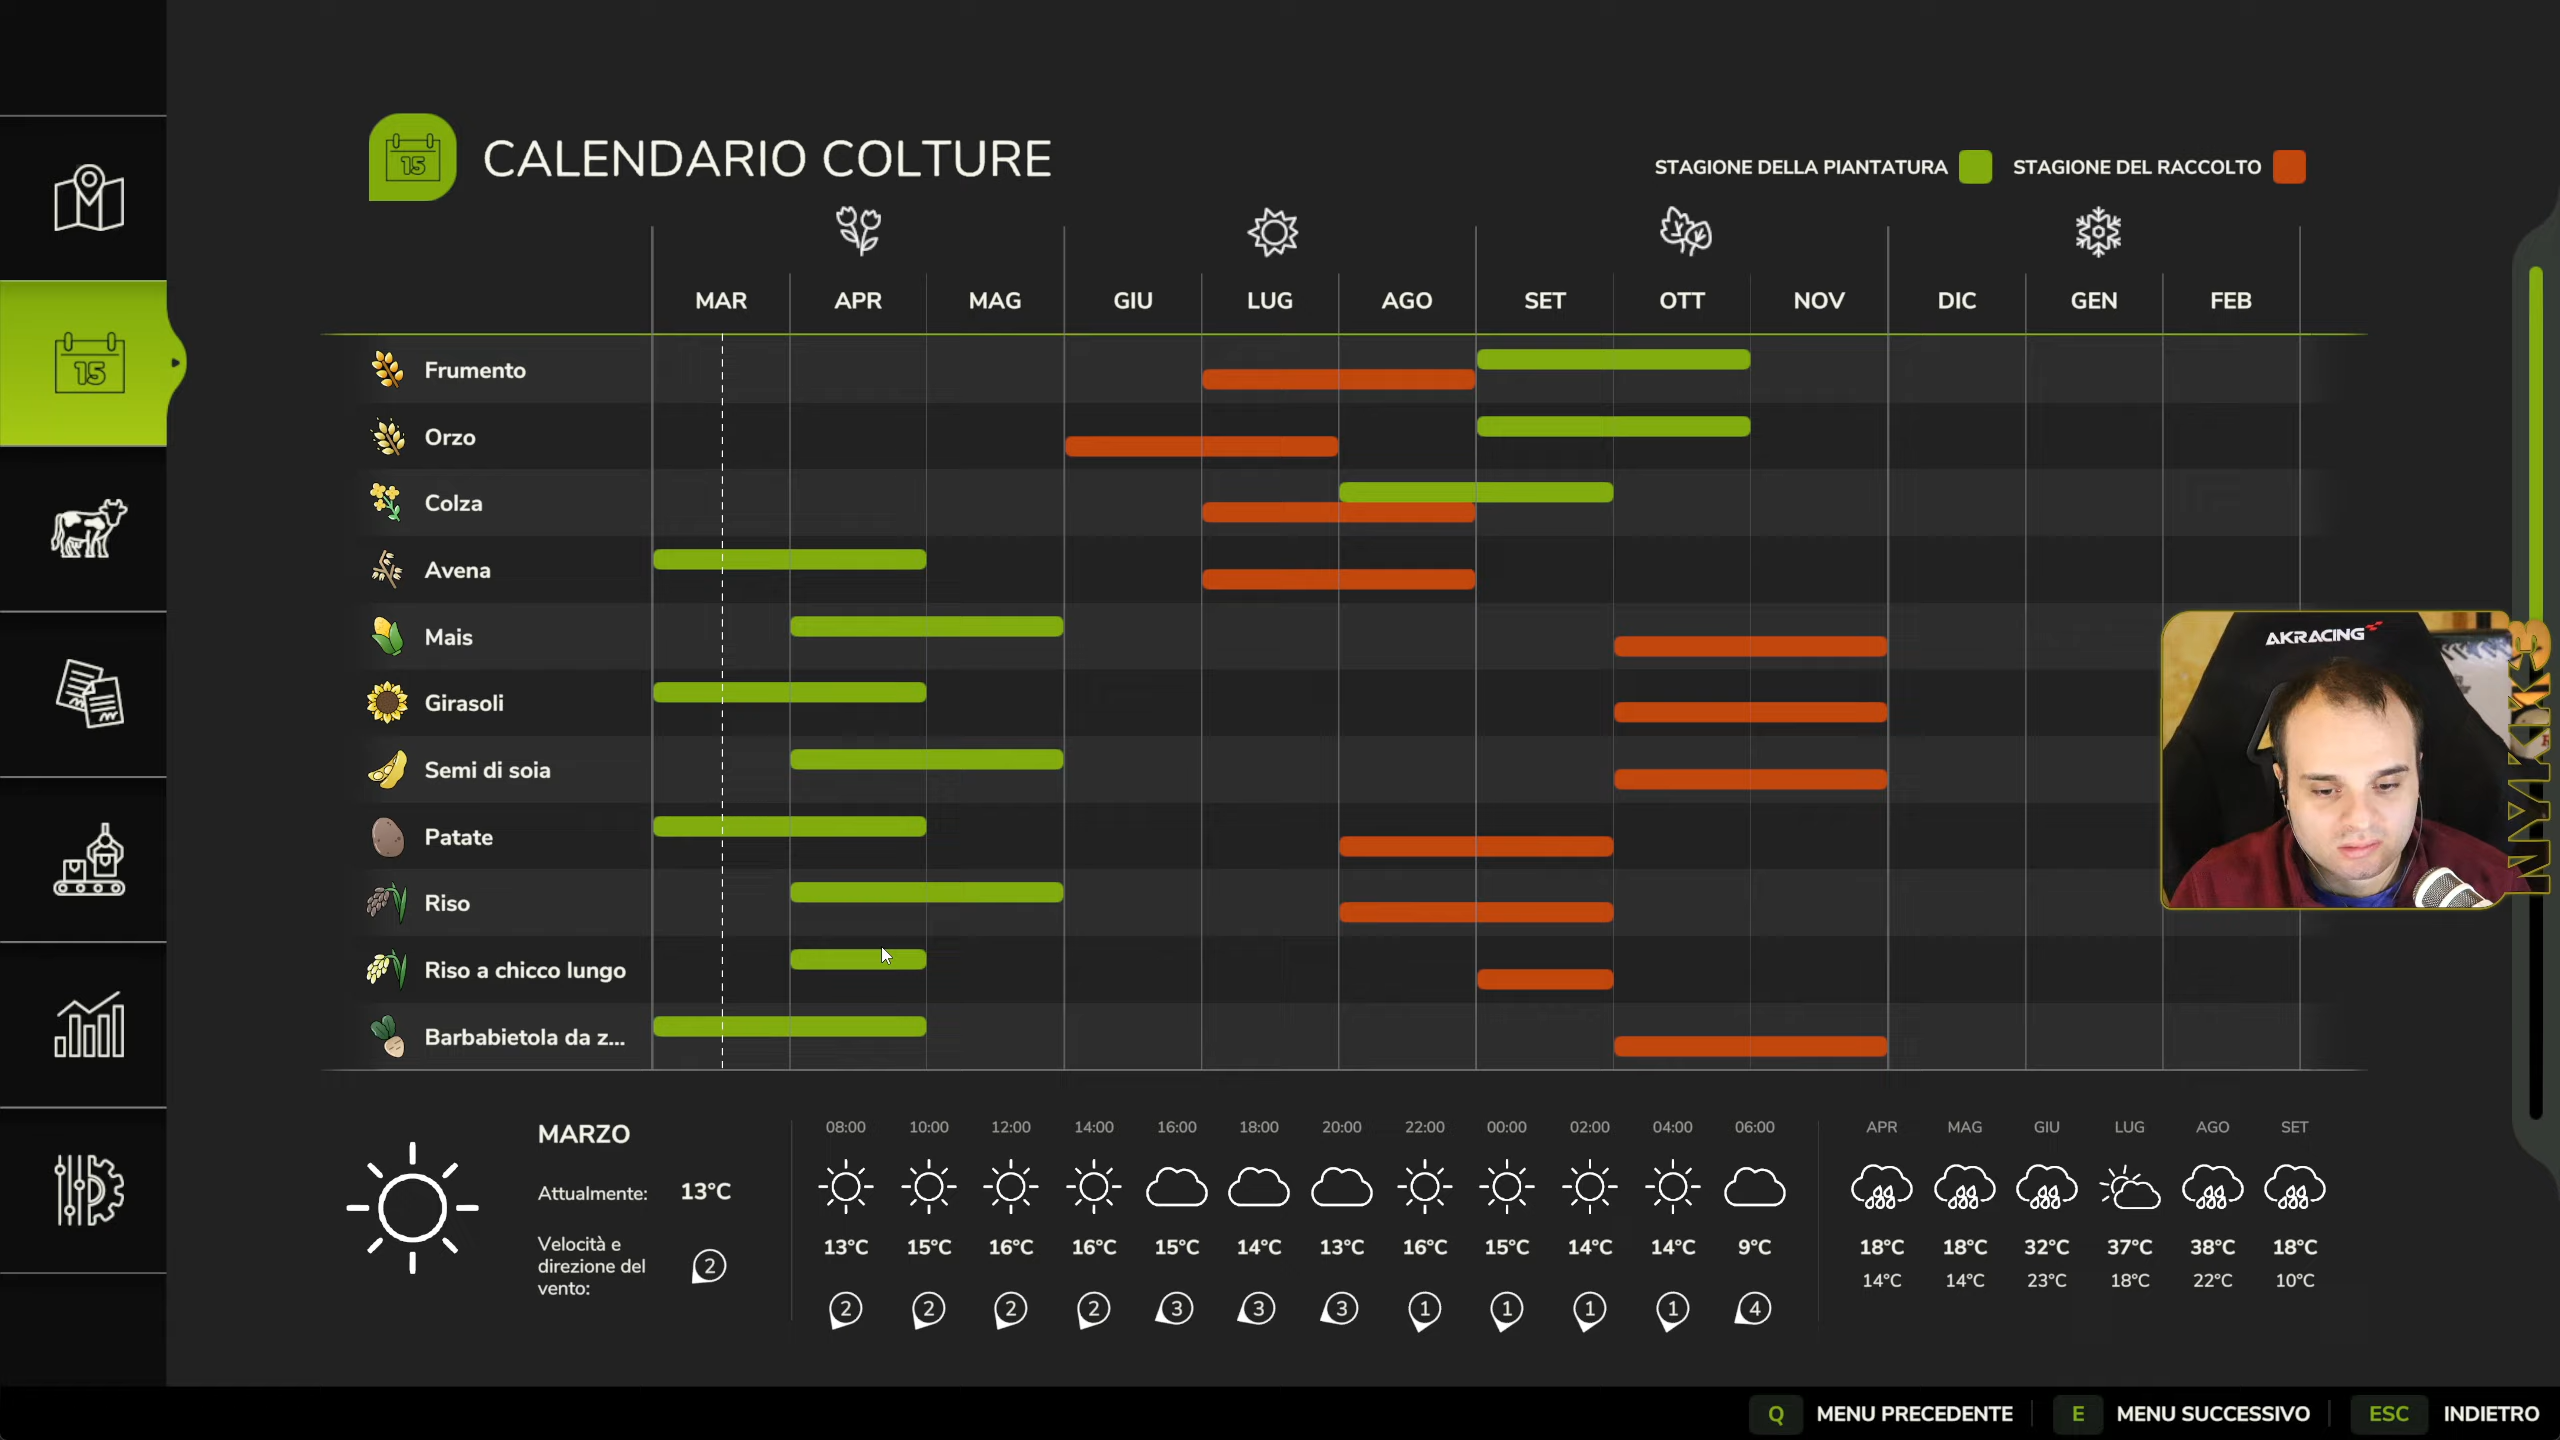 15
CALENDARIO COLTURE
STAGIONE DELLA PIANTATURA
STAGIONE DEL RACCOLTO
MAR APR MAG GIU LUG AGO SET OTT NOV DIC GEN FEB
15
Frumento
Orzo
Colza
Avena
Mais
Girasoli
Semi di soia
Patate
Riso
Riso a chicco lungo
Barbabietola da z...
AKRACING
NYKK3
MARZO
Attualmente: 13°C
Velocità e
direzione del
vento:
2
08:00 10:00 12:00 14:00 16:00 18:00 20:00 22:00 00:00 02:00 04:00 06:00
13°C 15°C 16°C 16°C 15°C 14°C 13°C 16°C 15°C 14°C 14°C 9°C
2 2 2 2 3 3 3 1 1 1 1 4
APR MAG GIU LUG AGO SET
18°C 18°C 32°C 37°C 38°C 18°C
14°C 14°C 23°C 18°C 22°C 10°C
Q MENU PRECEDENTE
E MENU SUCCESSIVO
ESC INDIETRO